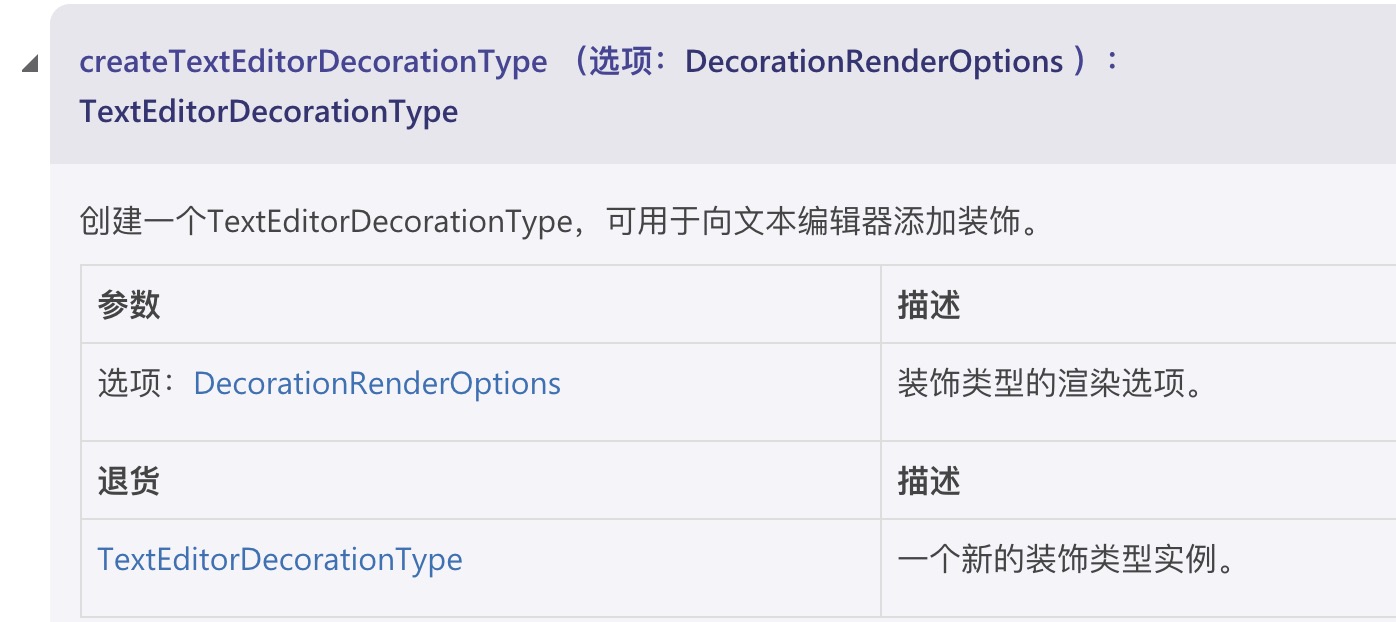 createTextEditorDecorationType （选项：DecorationRenderOptions ）:
TextEditorDecorationType
创建一个TextEditorDecorationType，可用于向文本编辑器添加装饰。
参数 描述
选项：DecorationRenderOptions 装饰类型的渲染选项。
退货 描述
TextEditorDecorationType 一个新的装饰类型实例。